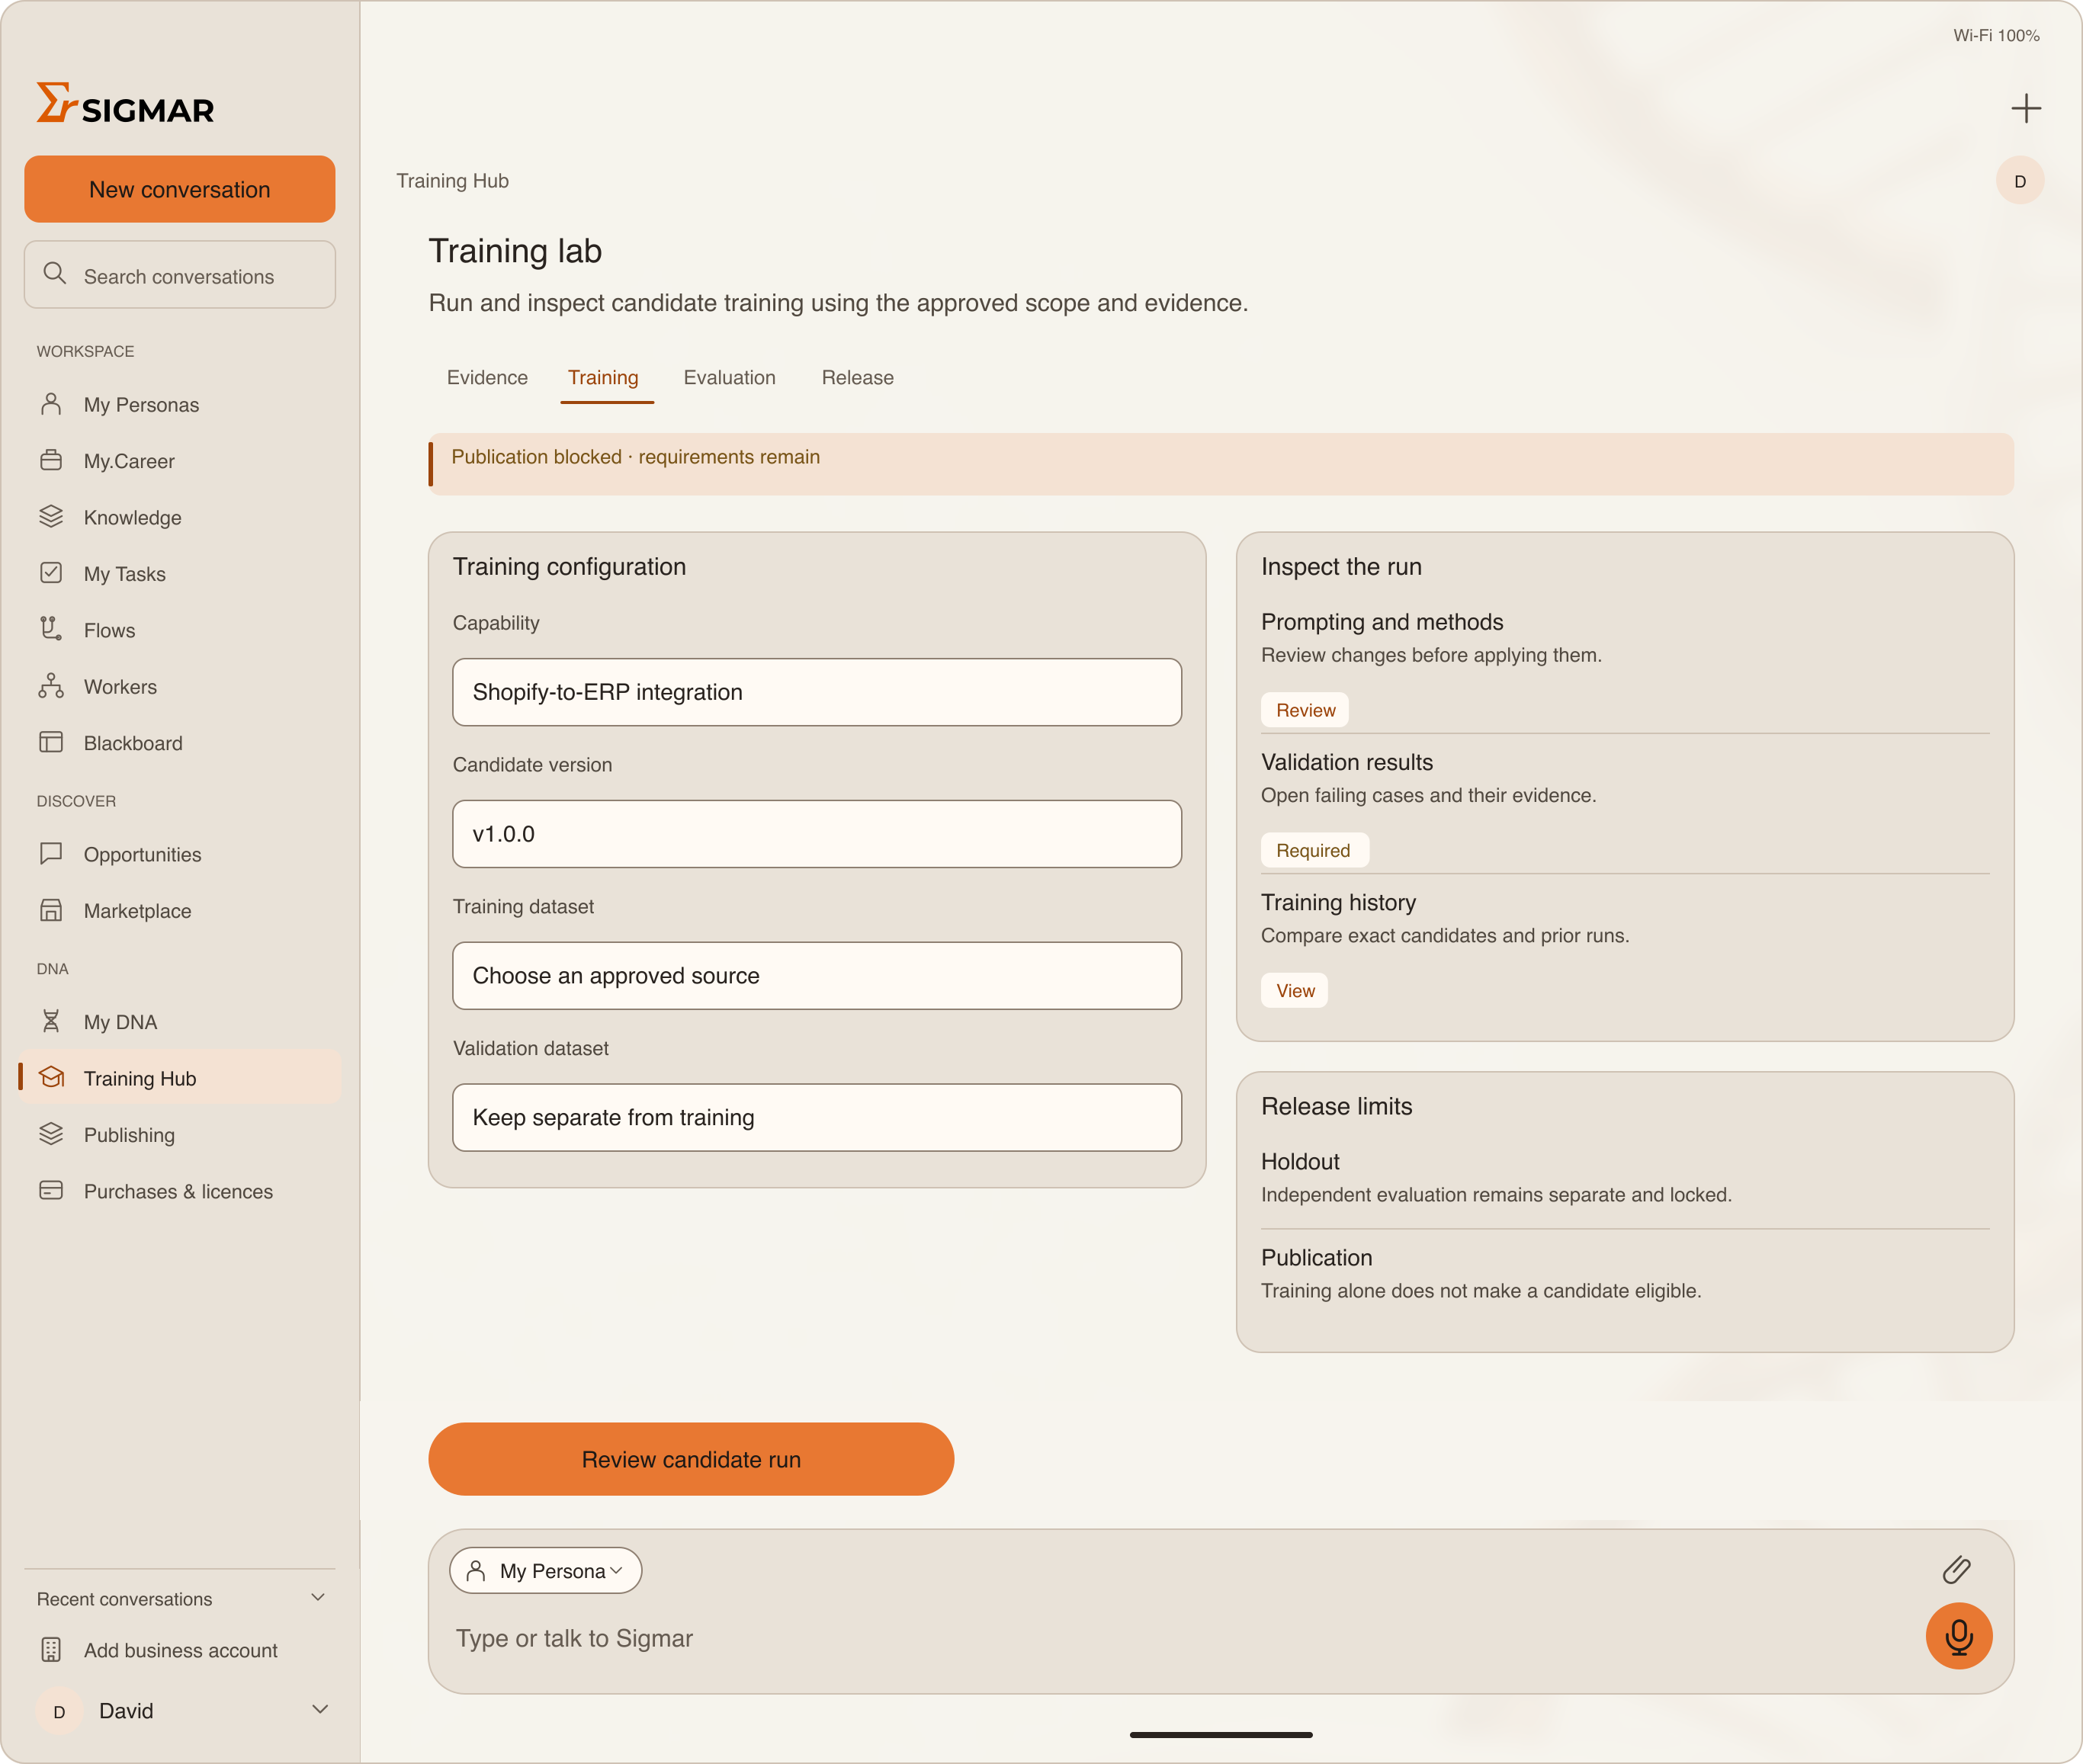 Wi-Fi 100%
Σr SIGMAR
New conversation
Search conversations
WORKSPACE
My Personas
My.Career
Knowledge
My Tasks
Flows
Workers
Blackboard
DISCOVER
Opportunities
Marketplace
DNA
My DNA
Training Hub
Publishing
Purchases & licences
Recent conversations
Add business account
D
David
Training Hub
D
Training lab
Run and inspect candidate training using the approved scope and evidence.
Evidence
Training
Evaluation
Release
Publication blocked · requirements remain
Training configuration
Capability
Shopify-to-ERP integration
Candidate version
v1.0.0
Training dataset
Choose an approved source
Validation dataset
Keep separate from training
Inspect the run
Prompting and methods
Review changes before applying them.
Review
Validation results
Open failing cases and their evidence.
Required
Training history
Compare exact candidates and prior runs.
View
Release limits
Holdout
Independent evaluation remains separate and locked.
Publication
Training alone does not make a candidate eligible.
Review candidate run
My Persona
Type or talk to Sigmar